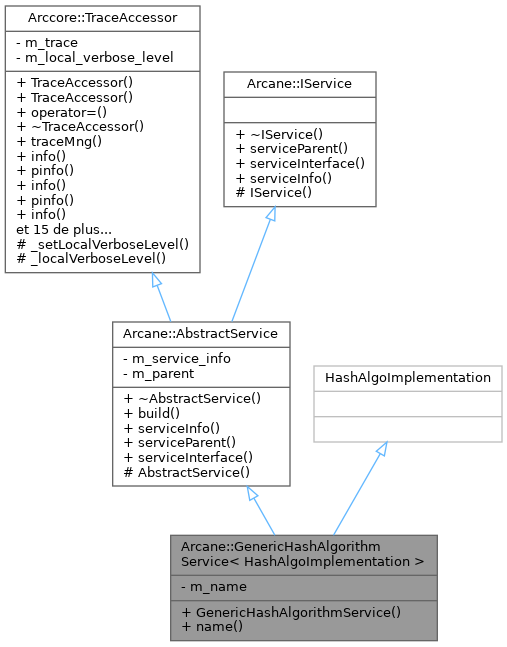 Arccore::TraceAccessor
- m_trace
- m_local_verbose_level
+ TraceAccessor()
+ TraceAccessor()
+ operator=()
+ ~TraceAccessor()
+ traceMng()
+ info()
+ pinfo()
+ info()
+ pinfo()
+ info()
et 15 de plus...
# _setLocalVerboseLevel()
# _localVerboseLevel()
Arcane::IService
+ ~IService()
+ serviceParent()
+ serviceInterface()
+ serviceInfo()
# IService()
Arcane::AbstractService
- m_service_info
- m_parent
+ ~AbstractService()
+ build()
+ serviceInfo()
+ serviceParent()
+ serviceInterface()
# AbstractService()
HashAlgoImplementation
Arcane::GenericHashAlgorithm
Service< HashAlgoImplementation >
- m_name
+ GenericHashAlgorithmService()
+ name()